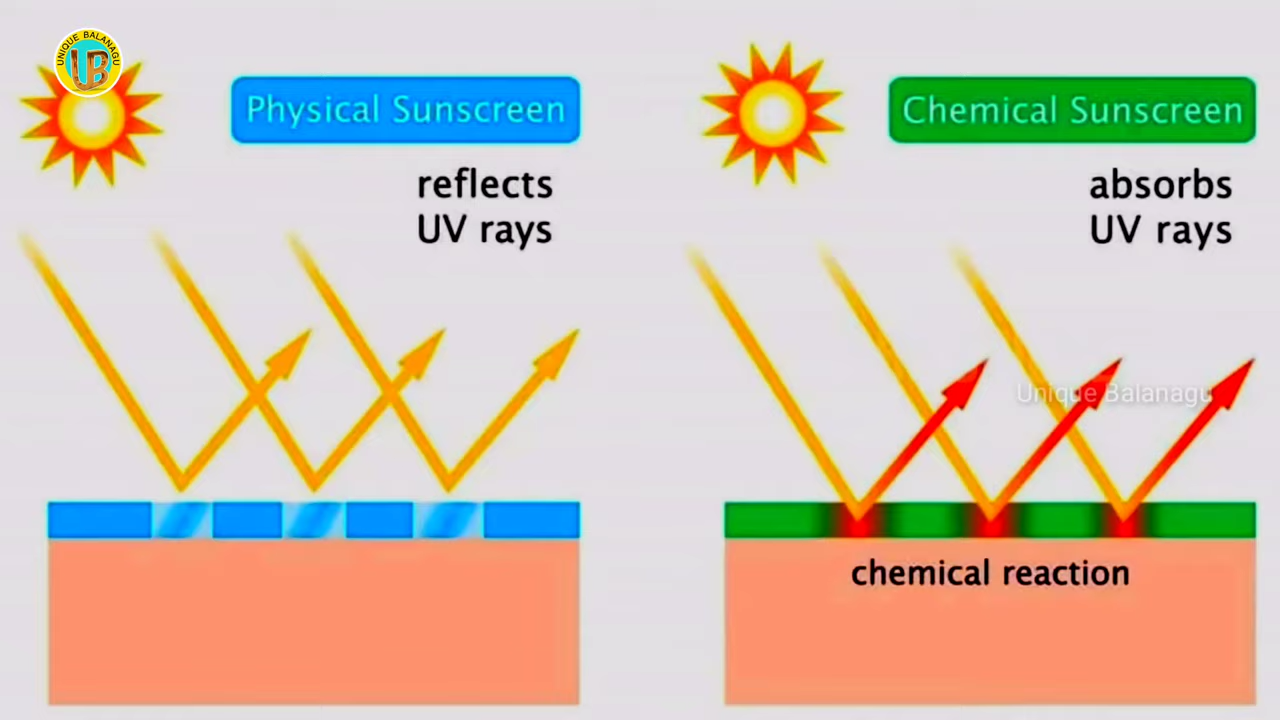 UNIQUE BALANAGU
UB
Physical Sunscreen
reflects
UV rays
Chemical Sunscreen
absorbs
UV rays
Unique Balanagu
chemical reaction